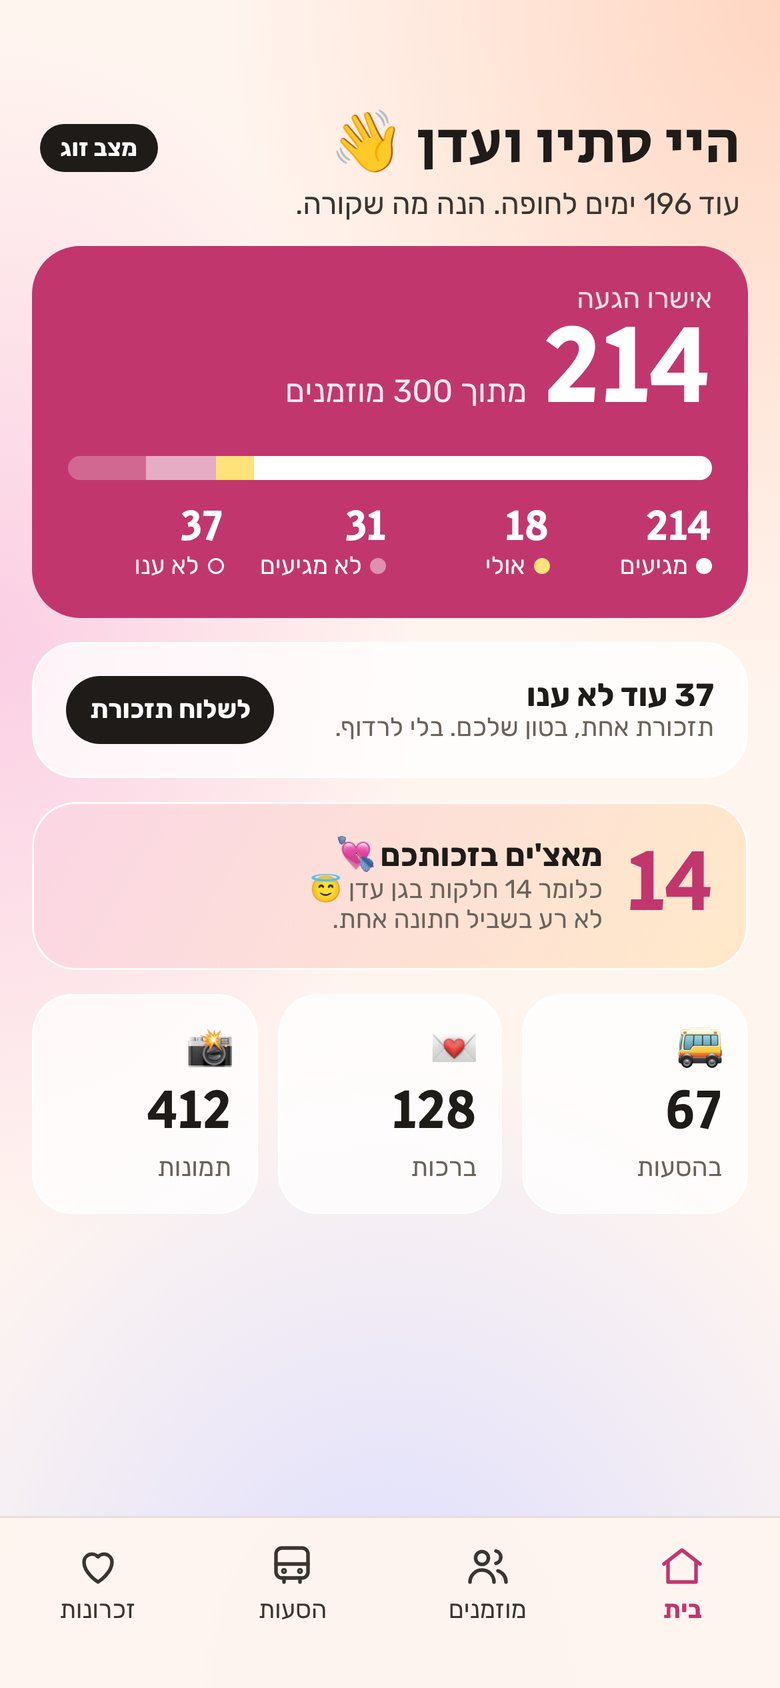 היי סתיו ועדן 👋
מצב זוג
עוד 196 ימים לחופה. הנה מה שקורה.
אישרו הגעה
214 מתוך 300 מוזמנים
214 18 31 37
מגיעים אולי לא מגיעים לא ענו
37 עוד לא ענו
תזכורת אחת, בטון שלכם. בלי לרדוף.
לשלוח תזכורת
14
מאצ'ים בזכותכם 💘
כלומר 14 חלקות בגן עדן 😇
לא רע בשביל חתונה אחת.
67 128 412
בהסעות ברכות תמונות
בית מוזמנים הסעות זכרונות